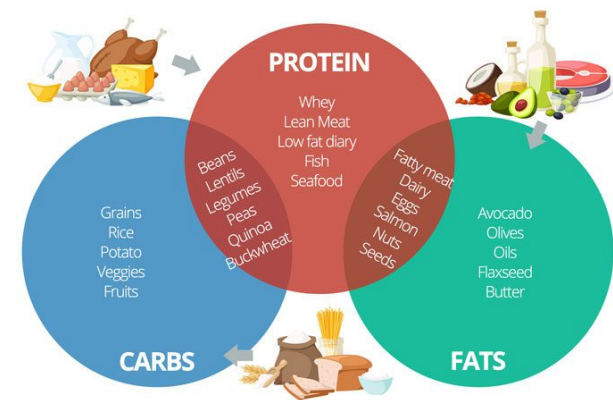 PROTEIN
Whey
Lean Meat
Low fat diary
Fish
Seafood
Beans
Lentils
Legumes
Peas
Quinoa
Buckwheat
Fatty meat
Dairy
Eggs
Salmon
Nuts
Seeds
Grains
Rice
Potato
Veggies
Fruits
Avocado
Olives
Oils
Flaxseed
Butter
CARBS
FATS